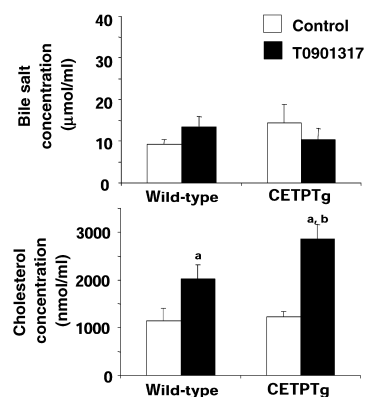 Control
T0901317
Bile salt
concentration
(μmol/ml)
40
30
20
10
0
Wild-type
CETPTg
Cholesterol
concentration
(nmol/ml)
3000
2000
1000
0
a
a, b
Wild-type
CETPTg